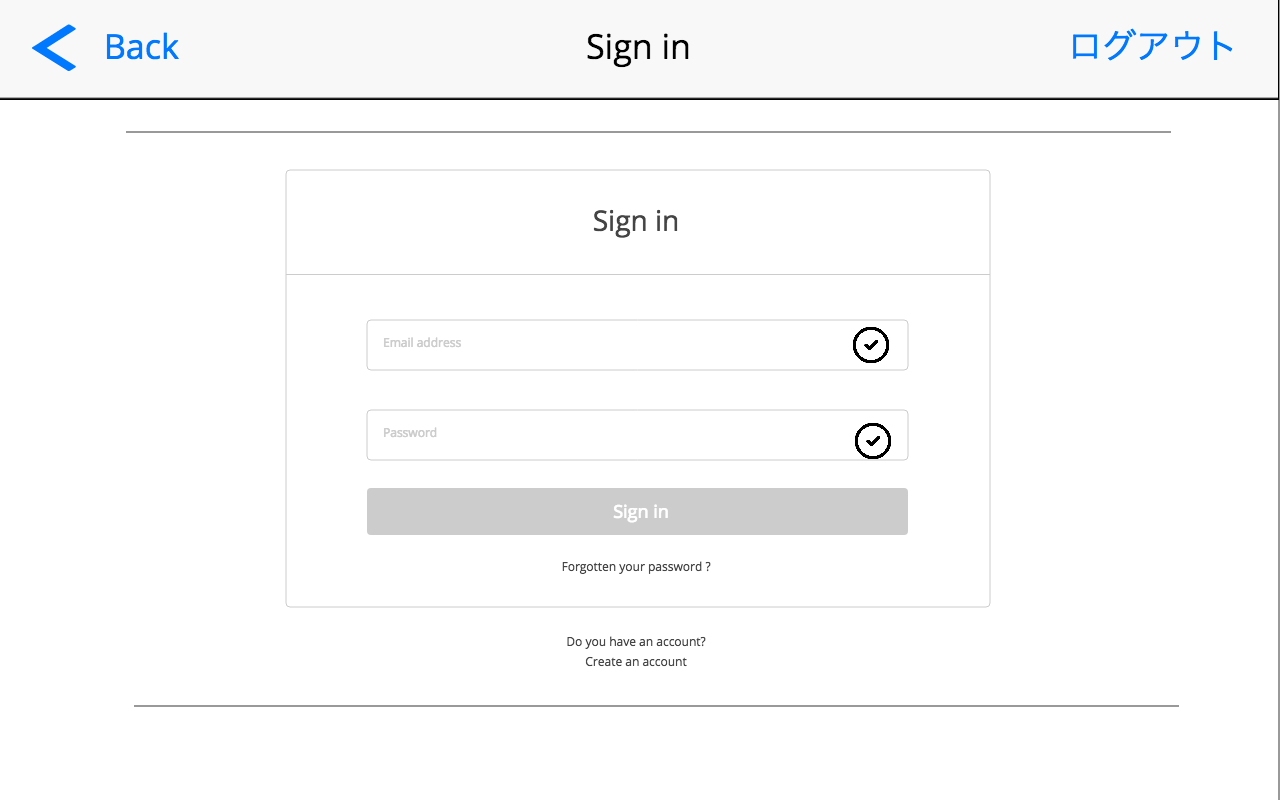 Back
Sign in
ログアウト
Sign in
Email address
Password
Sign in
Forgotten your password ?
Do you have an account?
Create an account